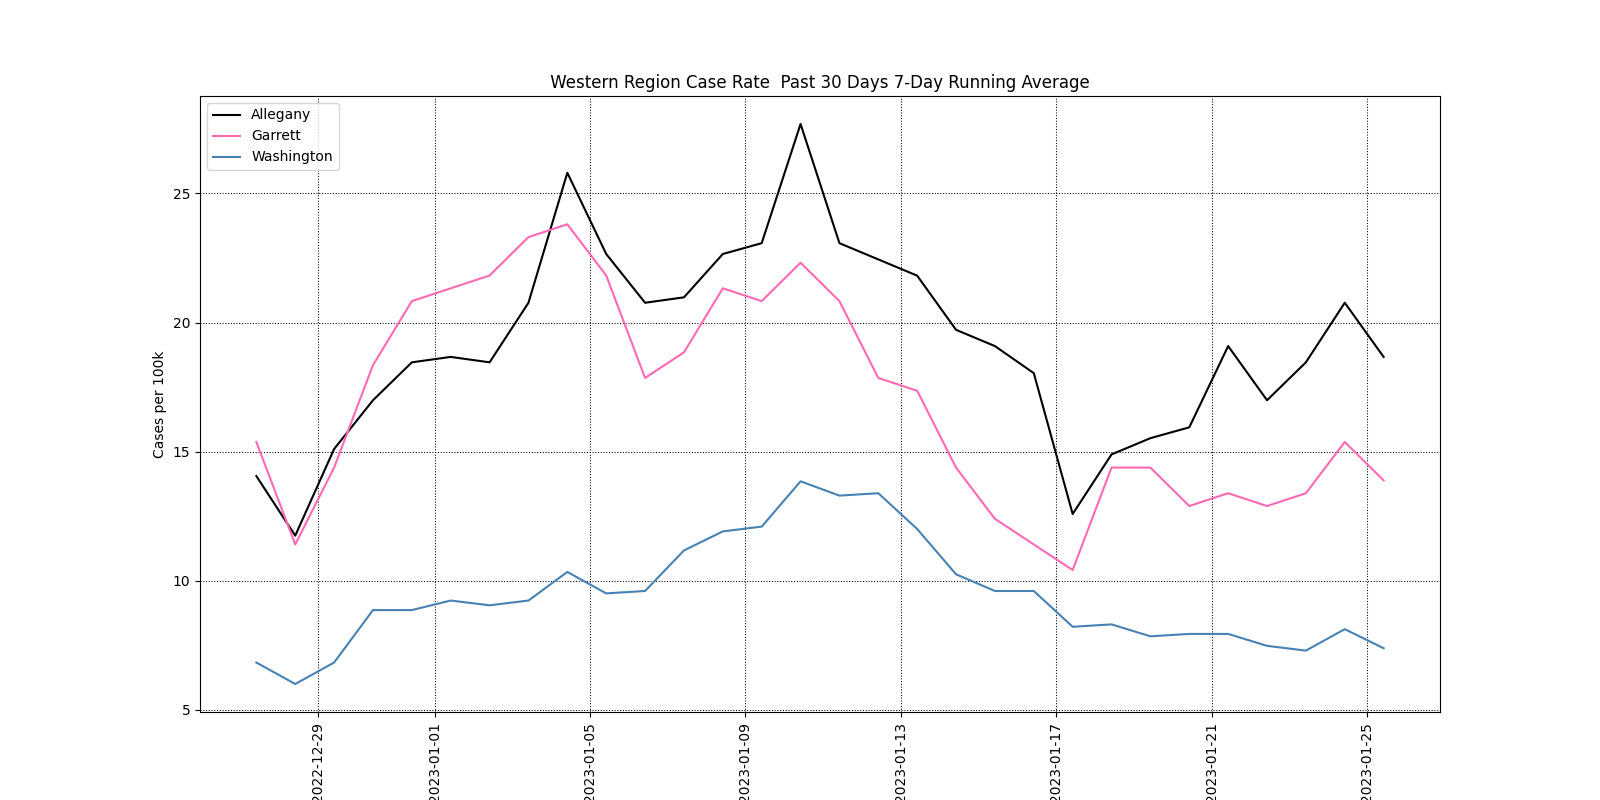 Western Region Case Rate  Past 30 Days 7-Day Running Average
Allegany
Garrett
Washington
Cases per 100k
25
20
15
10
5
2022-12-29
2023-01-01
2023-01-05
2023-01-09
2023-01-13
2023-01-17
2023-01-21
2023-01-25